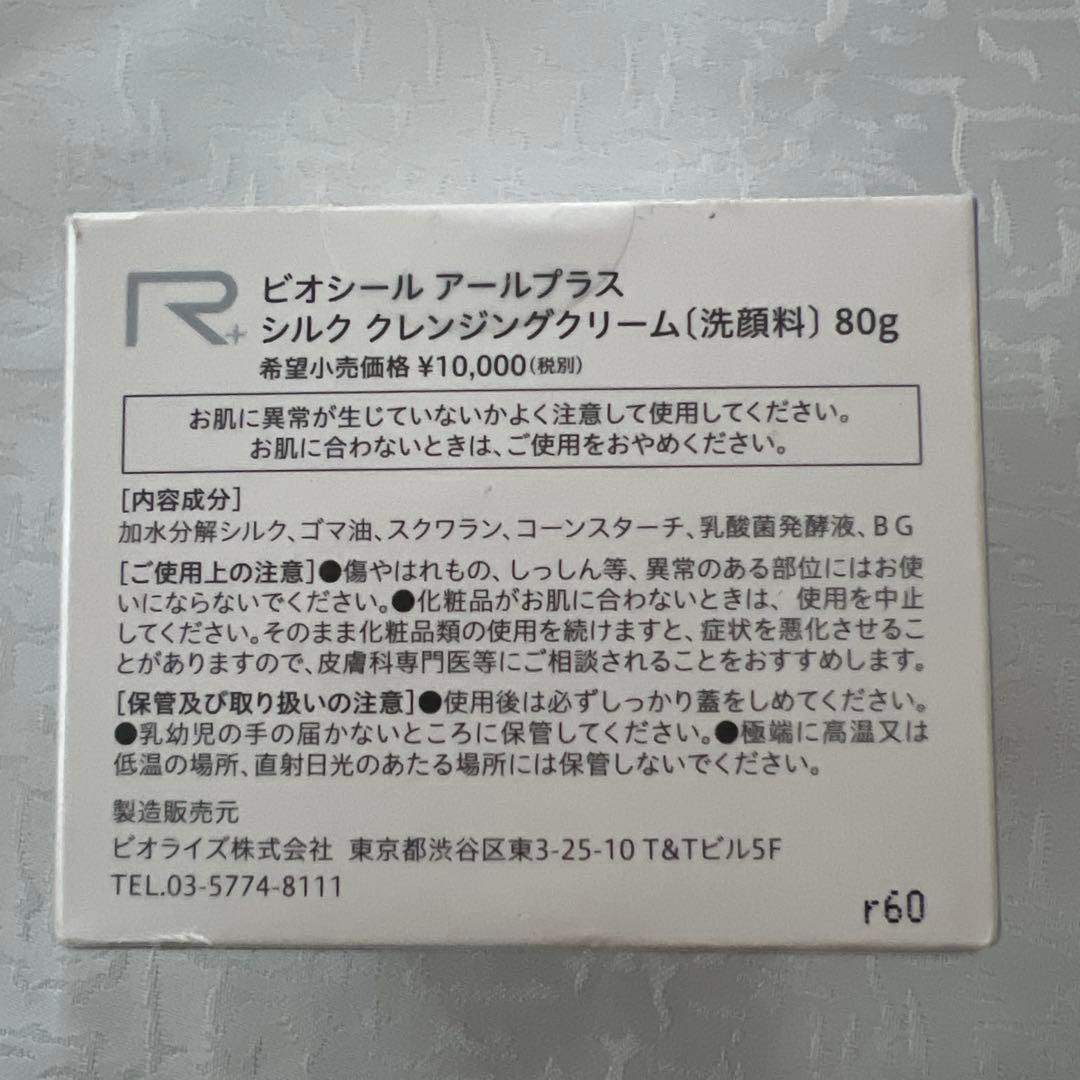 R+
ビオシール アールプラス
シルク クレンジングクリーム〔洗顔料〕 80g
希望小売価格 ¥10,000(税別)
お肌に異常が生じていないかよく注意して使用してください。
お肌に合わないときは、ご使用をおやめください。
[内容成分]
加水分解シルク、ゴマ油、スクワラン、コーンスターチ、乳酸菌発酵液、BG
[ご使用上の注意]●傷やはれもの、しっしん等、異常のある部位にはお使
いにならないでください。●化粧品がお肌に合わないときは、使用を中止
してください。そのまま化粧品類の使用を続けますと、症状を悪化させるこ
とがありますので、皮膚科専門医等にご相談されることをおすすめします。
[保管及び取り扱いの注意]●使用後は必ずしっかり蓋をしめてください。
●乳幼児の手の届かないところに保管してください。●極端に高温又は
低温の場所、直射日光のあたる場所には保管しないでください。
製造販売元
ビオライズ株式会社 東京都渋谷区東3-25-10 T&Tビル5F
TEL.03-5774-8111
r60